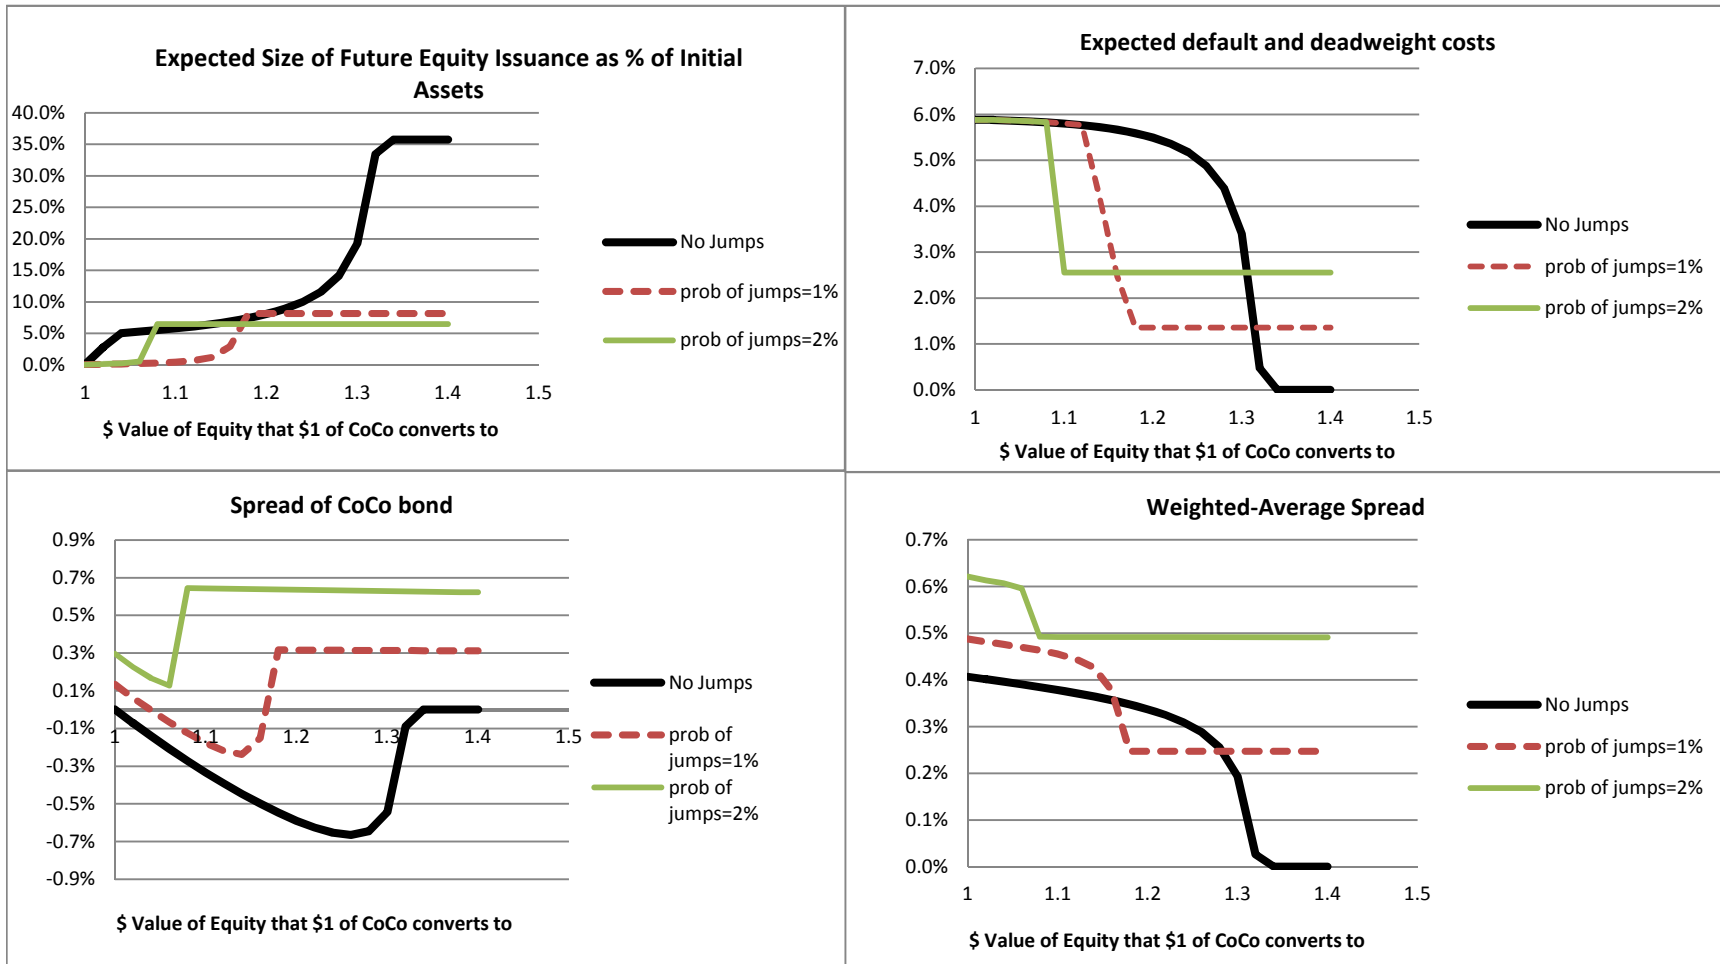 Expected Size of Future Equity Issuance as % of Initial
Assets
40.0%
35.0%
30.0%
25.0%
20.0%
15.0%
10.0%
5.0%
0.0%
1 1.1 1.2 1.3 1.4 1.5
$ Value of Equity that $1 of CoCo converts to
No Jumps
prob of jumps=1%
prob of jumps=2%
Expected default and deadweight costs
7.0%
6.0%
5.0%
4.0%
3.0%
2.0%
1.0%
0.0%
1 1.1 1.2 1.3 1.4 1.5
$ Value of Equity that $1 of CoCo converts to
No Jumps
prob of jumps=1%
prob of jumps=2%
Spread of CoCo bond
0.9%
0.7%
0.5%
0.3%
0.1%
-0.1%
-0.3%
-0.5%
-0.7%
-0.9%
1 1.1 1.2 1.3 1.4 1.5
$ Value of Equity that $1 of CoCo converts to
No Jumps
prob of
jumps=1%
prob of
jumps=2%
Weighted-Average Spread
0.7%
0.6%
0.5%
0.4%
0.3%
0.2%
0.1%
0.0%
1 1.1 1.2 1.3 1.4 1.5
$ Value of Equity that $1 of CoCo converts to
No Jumps
prob of jumps=1%
prob of jumps=2%